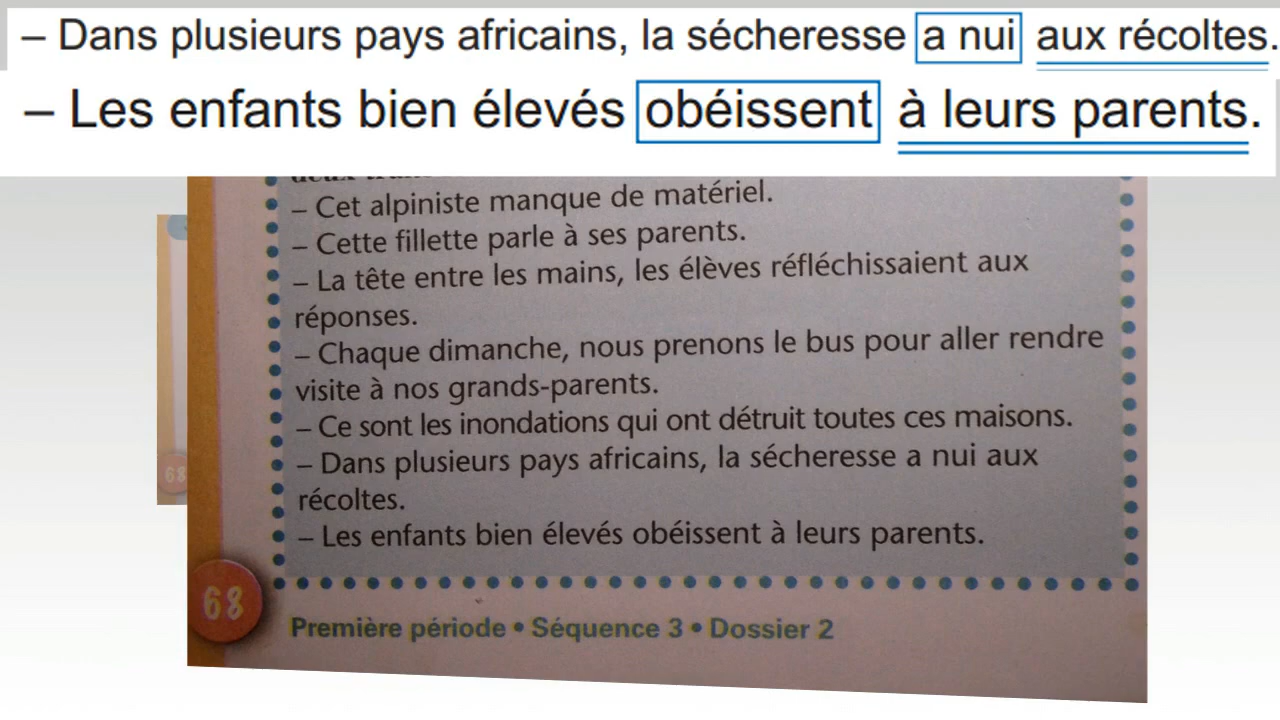 – Dans plusieurs pays africains, la sécheresse a nui aux récoltes.
– Les enfants bien élevés obéissent à leurs parents.
– Cet alpiniste manque de matériel.
– Cette fillette parle à ses parents.
– La tête entre les mains, les élèves réfléchissaient aux
réponses.
– Chaque dimanche, nous prenons le bus pour aller rendre
visite à nos grands-parents.
– Ce sont les inondations qui ont détruit toutes ces maisons.
– Dans plusieurs pays africains, la sécheresse a nui aux
récoltes.
– Les enfants bien élevés obéissent à leurs parents.
68
68
Première période • Séquence 3 • Dossier 2